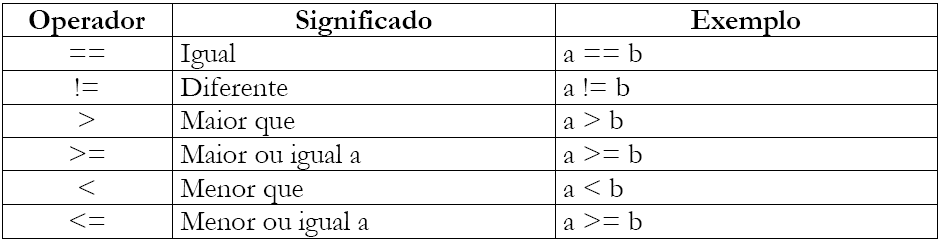 Operador Significado Exemplo
== Igual a == b
!= Diferente a != b
> Maior que a > b
>= Maior ou igual a a >= b
< Menor que a < b
<= Menor ou igual a a >= b